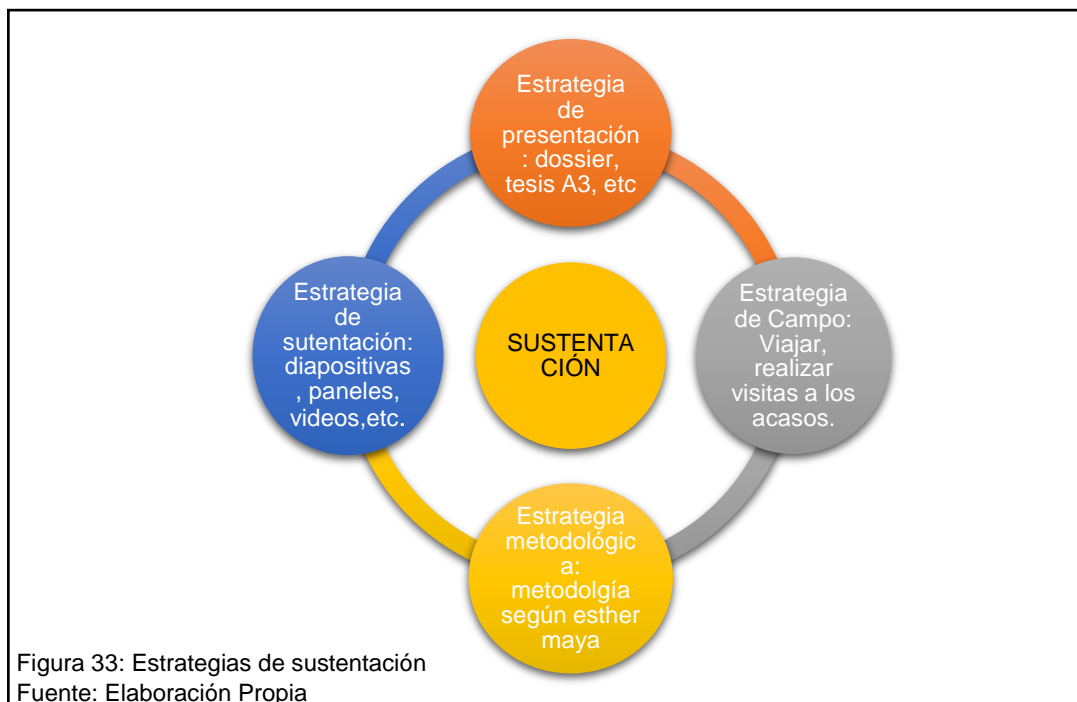 Estrategia
de
presentación
: dossier,
tesis A3, etc
Estrategia
de
sutentación:
diapositivas
, paneles,
videos,etc.
SUSTENTA
CIÓN
Estrategia
de Campo:
Viajar,
realizar
visitas a los
acasos.
Estrategia
metodológic
a:
metodolgía
según esther
maya
Figura 33: Estrategias de sustentación
Fuente: Elaboración Propia